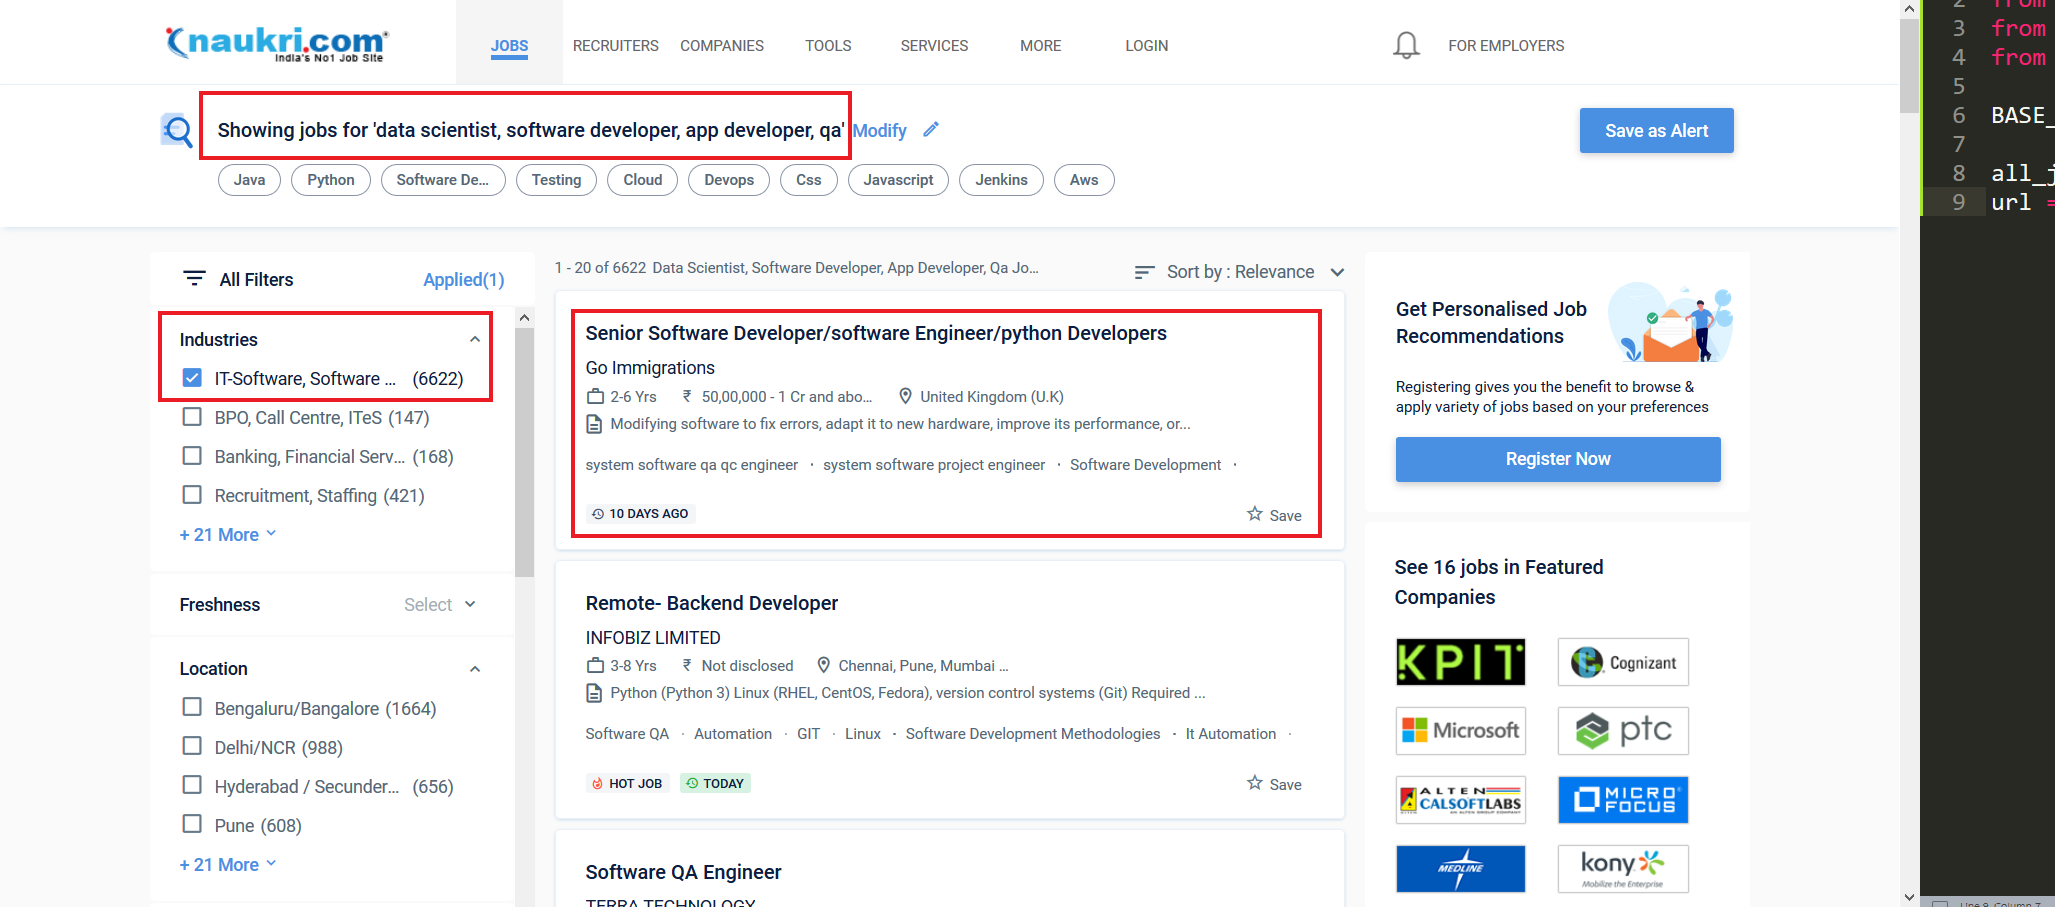 naukri.com
India's No1 Job Site
JOBS
RECRUITERS
COMPANIES
TOOLS
SERVICES
MORE
LOGIN
FOR EMPLOYERS
Showing jobs for 'data scientist, software developer, app developer, qa'
Modify
Save as Alert
Java
Python
Software De...
Testing
Cloud
Devops
Css
Javascript
Jenkins
Aws
All Filters
Applied(1)
Industries
IT-Software, Software ... (6622)
BPO, Call Centre, ITeS (147)
Banking, Financial Serv... (168)
Recruitment, Staffing (421)
+ 21 More
Freshness
Select
Location
Bengaluru/Bangalore (1664)
Delhi/NCR (988)
Hyderabad / Secunder... (656)
Pune (608)
+ 21 More
1 - 20 of 6622 Data Scientist, Software Developer, App Developer, Qa Jo...
Sort by : Relevance
Senior Software Developer/software Engineer/python Developers
Go Immigrations
2-6 Yrs ₹ 50,00,000 - 1 Cr and abo... United Kingdom (U.K)
Modifying software to fix errors, adapt it to new hardware, improve its performance, or...
system software qa qc engineer · system software project engineer · Software Development ·
10 DAYS AGO
Save
Remote- Backend Developer
INFOBIZ LIMITED
3-8 Yrs ₹ Not disclosed Chennai, Pune, Mumbai ...
Python (Python 3) Linux (RHEL, CentOS, Fedora), version control systems (Git) Required ...
Software QA · Automation · GIT · Linux · Software Development Methodologies · It Automation ·
HOT JOB
TODAY
Save
Software QA Engineer
TERRA TECHNOLOGY
Get Personalised Job
Recommendations
Registering gives you the benefit to browse &
apply variety of jobs based on your preferences
Register Now
See 16 jobs in Featured
Companies
KPIT
Cognizant
Microsoft
ptc
ALTEN
CALSOFTLABS
AN ALTEN GROUP COMPANY
MICRO
FOCUS
MEDLINE
kony
Mobilize the Enterprise
2 from
3 from
4 from
5
6 BASE_
7
8 all_j
9 url =
Line 9, Column 7